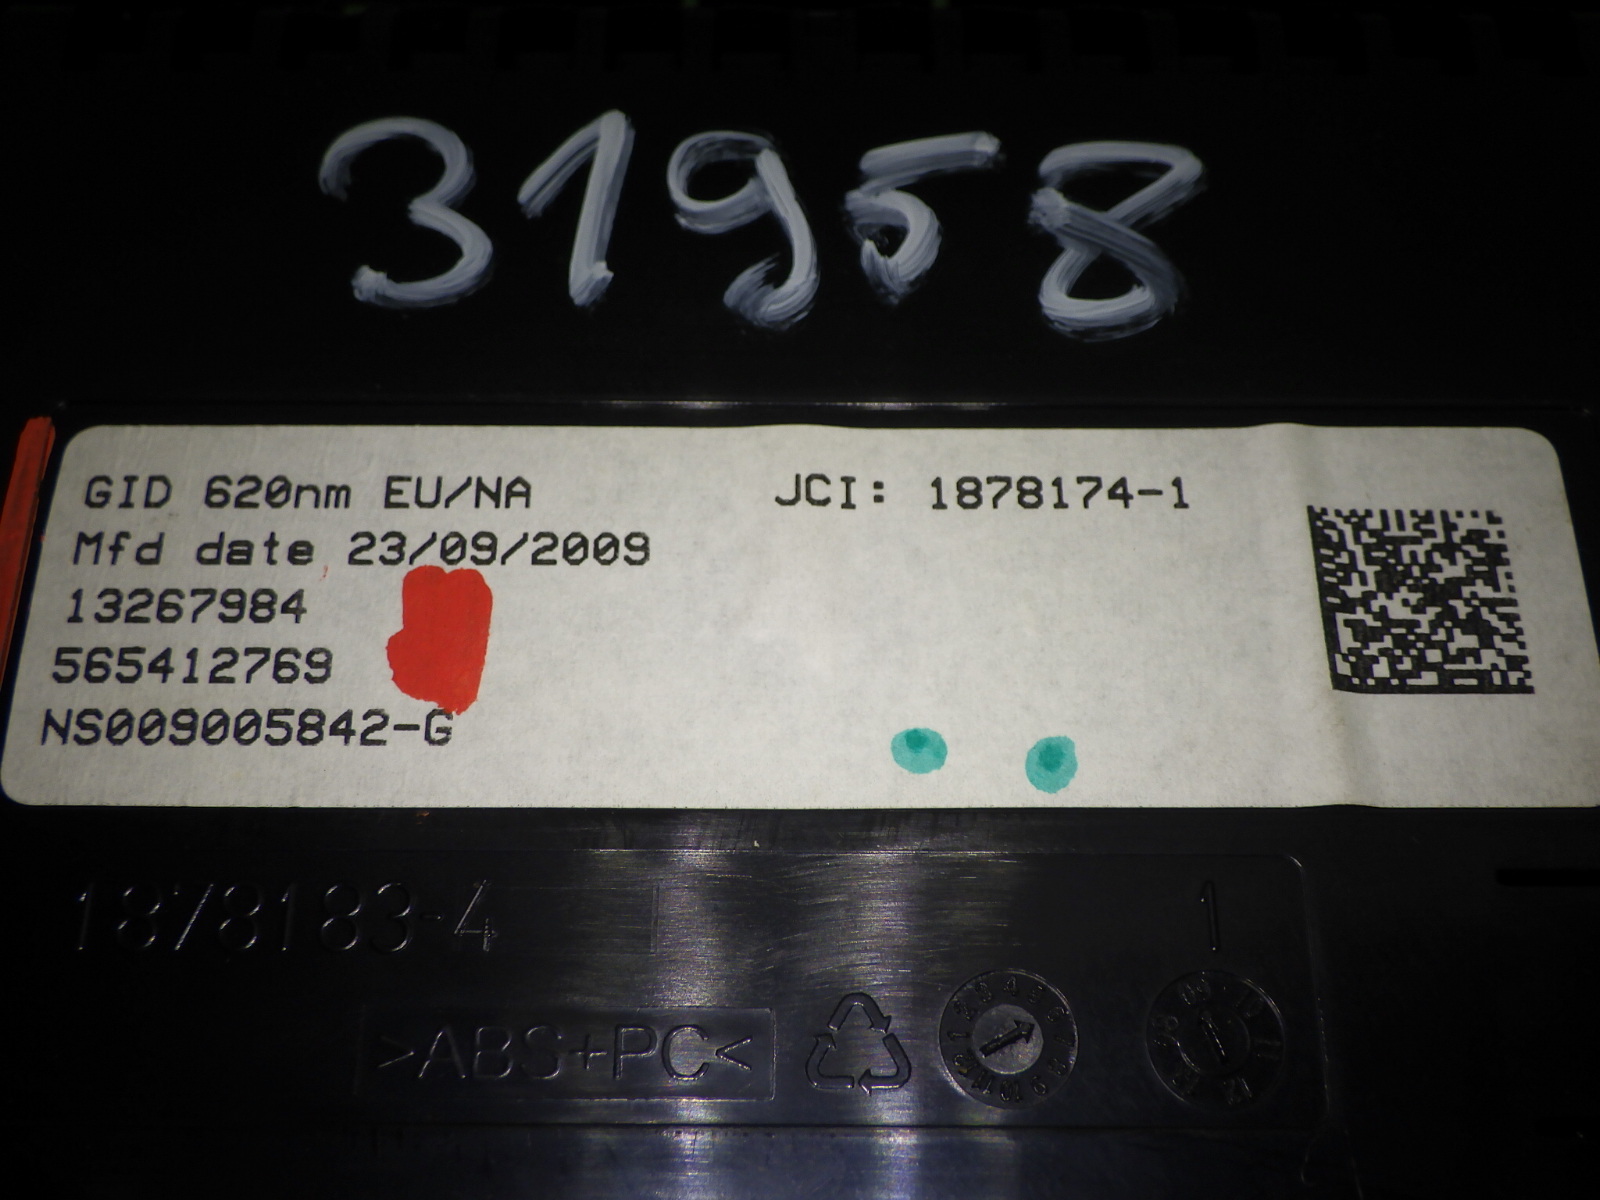 31958
GID 620nm EU/NA
JCI: 1878174-1
Mfd date 23/09/2009
13267984
565412769
NS009005842-G
1878183-4
1
>ABS+PC<